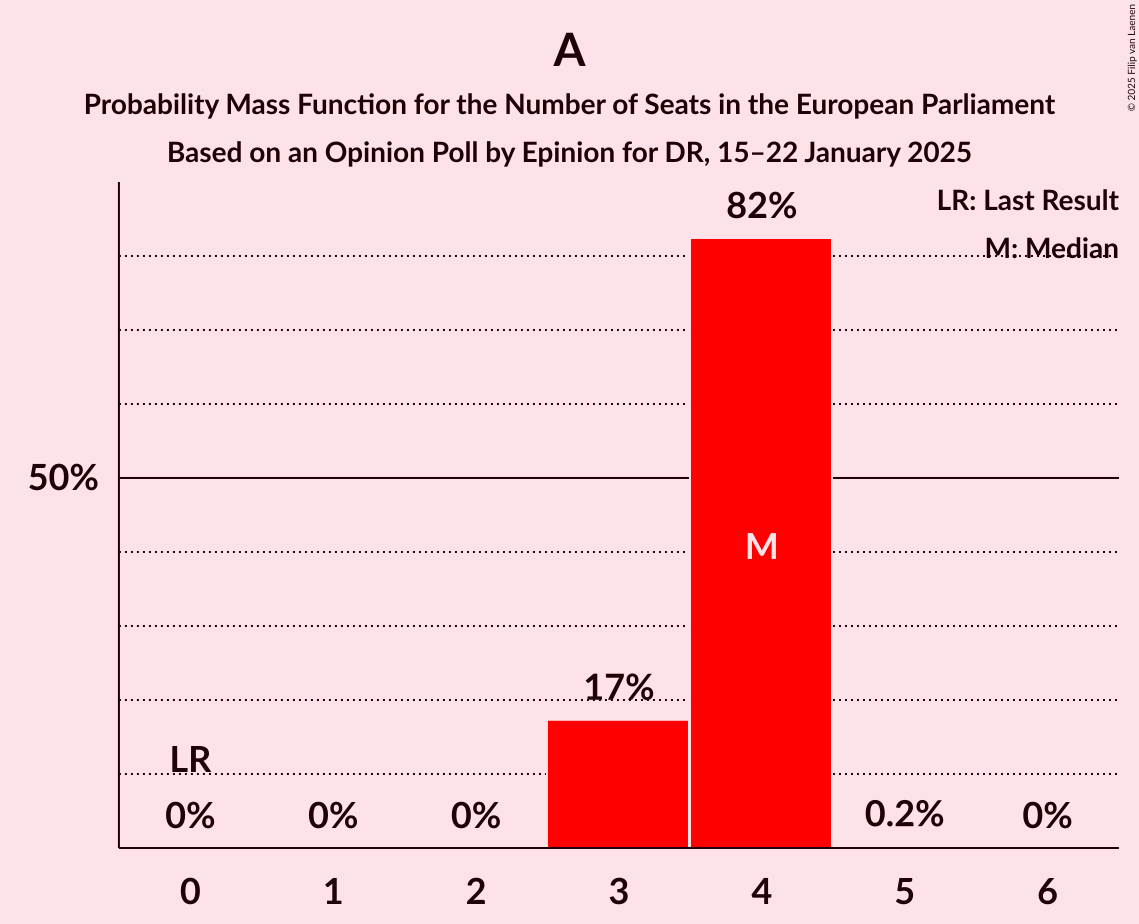 A
Probability Mass Function for the Number of Seats in the European Parliament
Based on an Opinion Poll by Epinion for DR, 15–22 January 2025
© 2025 Filip van Laenen
LR: Last Result
M: Median
82%
50%
M
17%
LR
0%
0%
0%
0.2%
0%
0 1 2 3 4 5 6